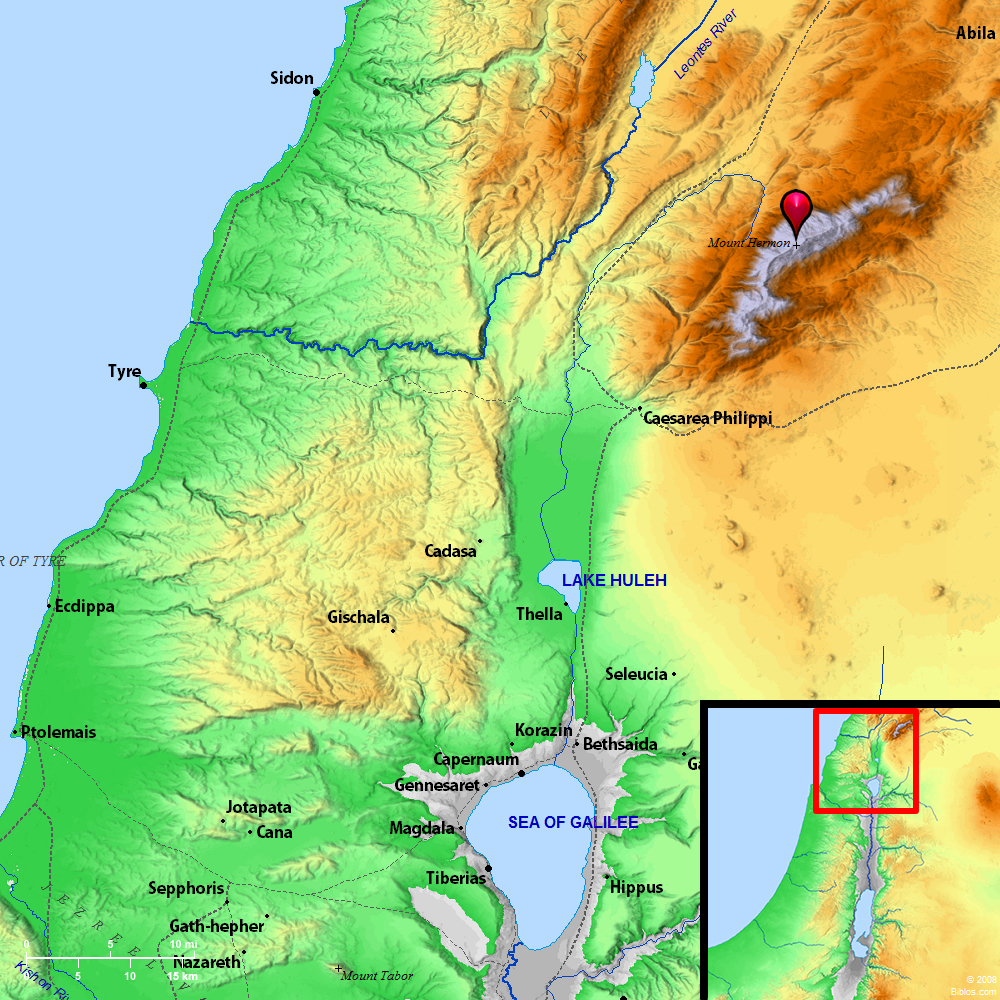 Abila
Leontes River
Sidon
L E
Mount Hermon
Tyre
Caesarea Philippi
R OF TYRE
Cadasa
LAKE HULEH
Ecdippa
Thella
Gischala
Seleucia
Ptolemais
Korazin
Bethsaida
Capernaum
Ga
Gennesaret
Jotapata
SEA OF GALILEE
Magdala
Cana
Tiberias
Sepphoris
Hippus
J E Z R E E L V
Gath-hepher
0 5 10 mi
Nazareth
5 10 15 km
Mount Tabor
Kishon Ri
© 2008
Biblos.com